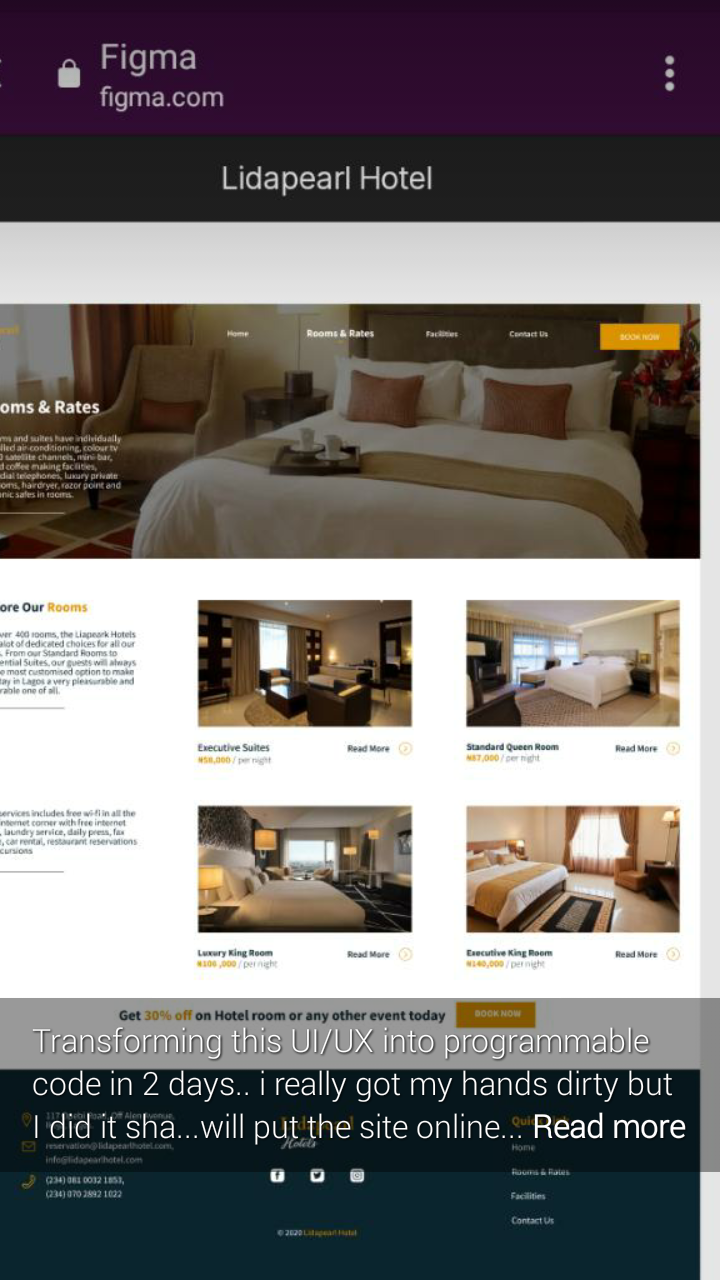 Figma
figma.com
Lidapearl Hotel
Home
Rooms & Rates
Facilities
Contact Us
BOOK NOW
oms & Rates
ms and suites have individually
lled air-conditioning, colour tv
satellite channels, mini-bar,
d coffee making facilities,
dial telephones, luxury private
oms, hairdryer, razor point and
onic safes in rooms.
ore Our Rooms
ver 400 rooms, the Liapeark Hotels
alot of dedicated choices for all our
. From our Standard Rooms to
ential Suites, our guests will always
e most customised option to make
tay in Lagos a very pleasurable and
rable one of all.
Executive Suites
Read More
₦58,000 / per night
Standard Queen Room
Read More
₦87,000 / per night
services includes free wi-fi in all the
nternet corner with free internet
, laundry service, daily press, fax
e, car rental, restaurant reservations
cursions
Luxury King Room
Read More
₦106 ,000 / per night
Executive King Room
Read More
₦140,000 / per night
Get 30% off on Hotel room or any other event today
BOOK NOW
Transforming this UI/UX into programmable
code in 2 days.. i really got my hands dirty but
I did it sha...will put the site online... Read more
Hotels
reservation@lidapearlhotel.com,
info@lidapearlhotel.com
(234) 081 0032 1853,
(234) 070 2892 1022
Home
Rooms & Rates
Facilities
Contact Us
© 2020 Lidapearl Hotel